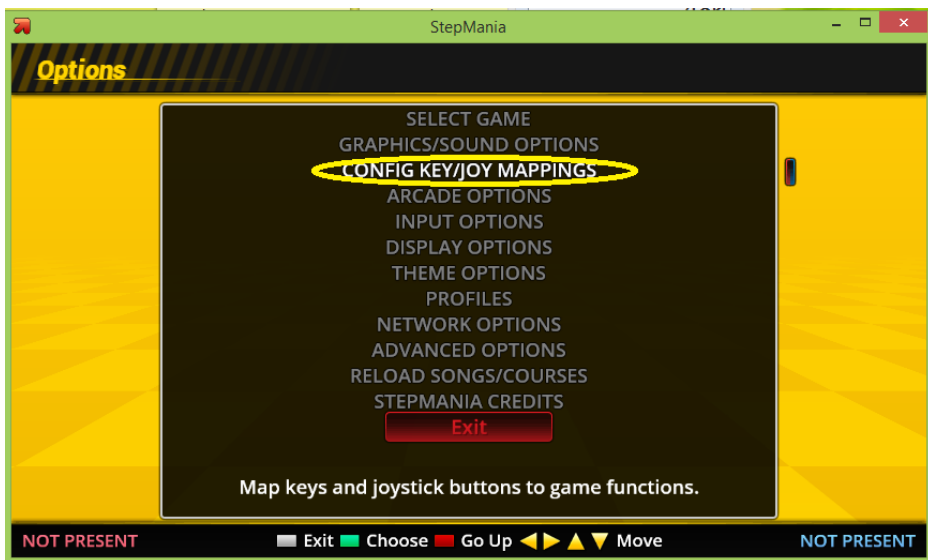 StepMania
Options
SELECT GAME
GRAPHICS/SOUND OPTIONS
CONFIG KEY/JOY MAPPINGS
ARCADE OPTIONS
INPUT OPTIONS
DISPLAY OPTIONS
THEME OPTIONS
PROFILES
NETWORK OPTIONS
ADVANCED OPTIONS
RELOAD SONGS/COURSES
STEPMANIA CREDITS
Exit
Map keys and joystick buttons to game functions.
NOT PRESENT Exit Choose Go Up Move NOT PRESENT